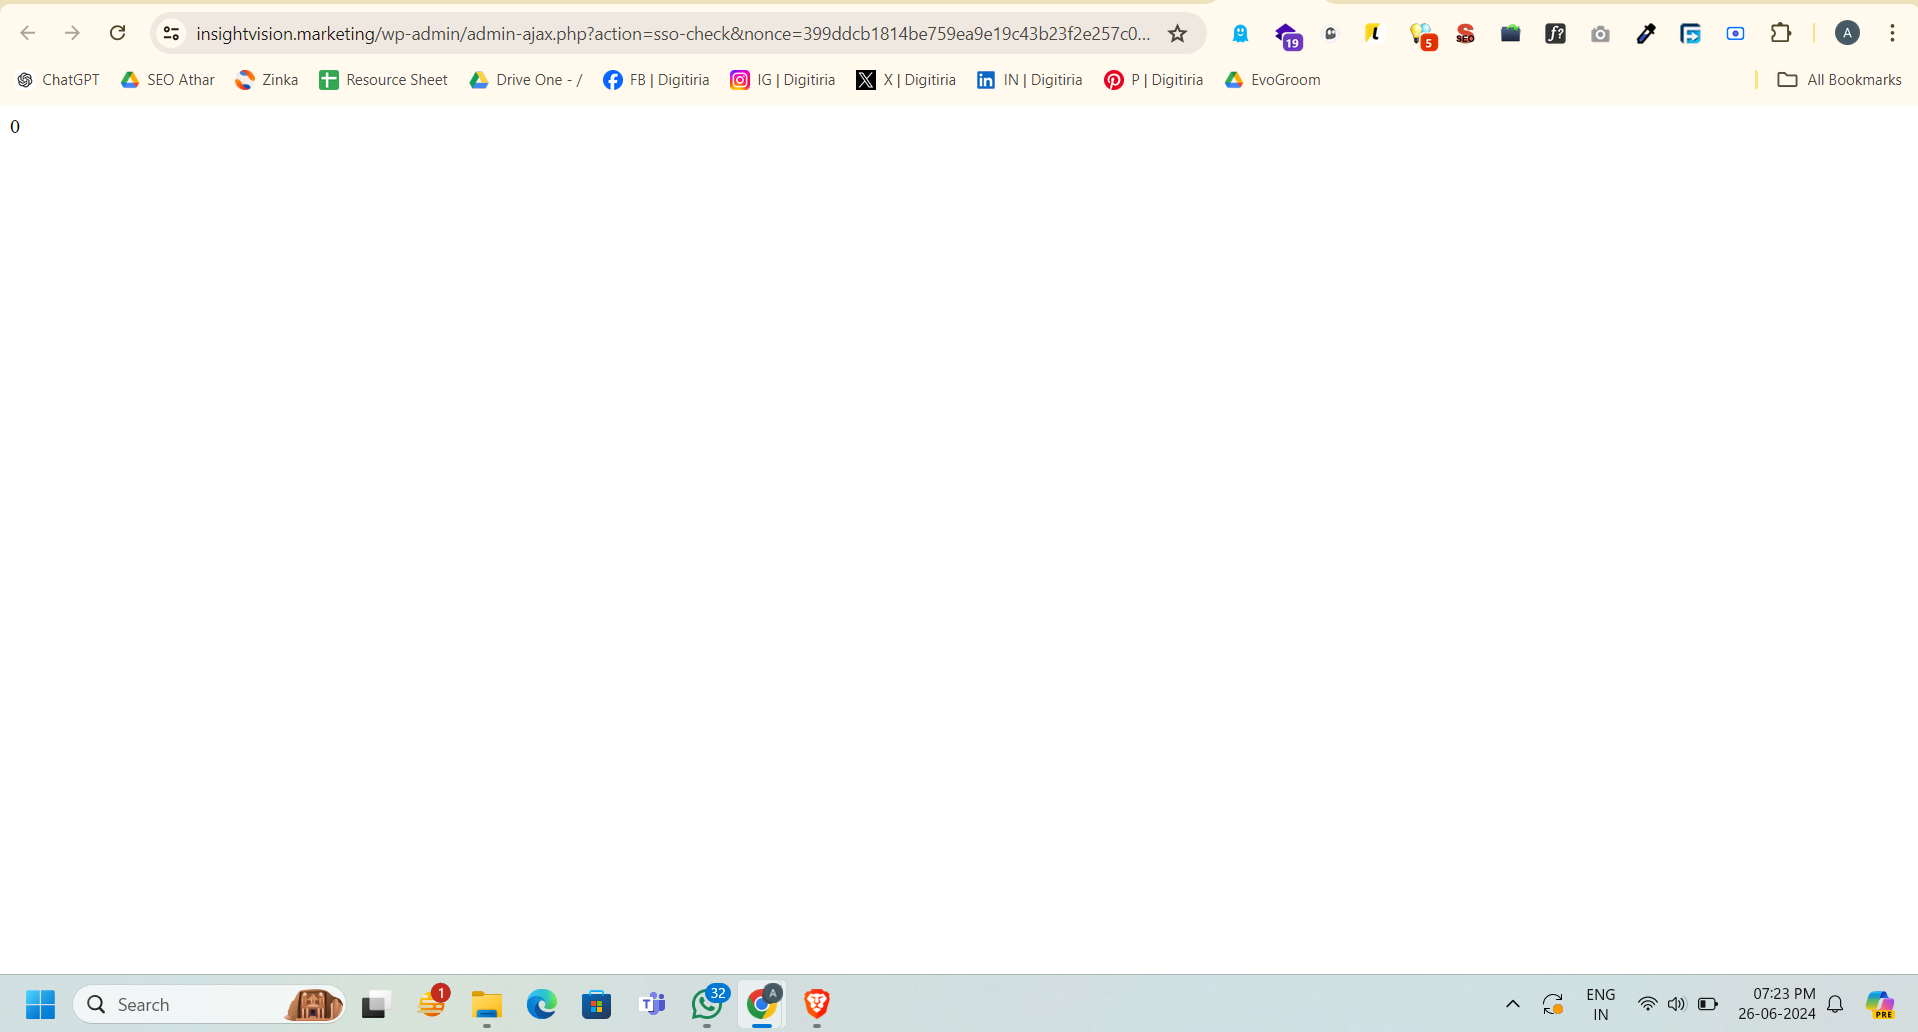 insightvision.marketing/wp-admin/admin-ajax.php?action=sso-check&nonce=399ddcb1814be759ea9e19c43b23f2e257c0...
19
5
SEO
f?
A
ChatGPT
SEO Athar
Zinka
Resource Sheet
Drive One - /
FB | Digitiria
IG | Digitiria
X | Digitiria
IN | Digitiria
P | Digitiria
EvoGroom
All Bookmarks
0
Search
1
32
A
ENG
IN
07:23 PM
26-06-2024
PRE